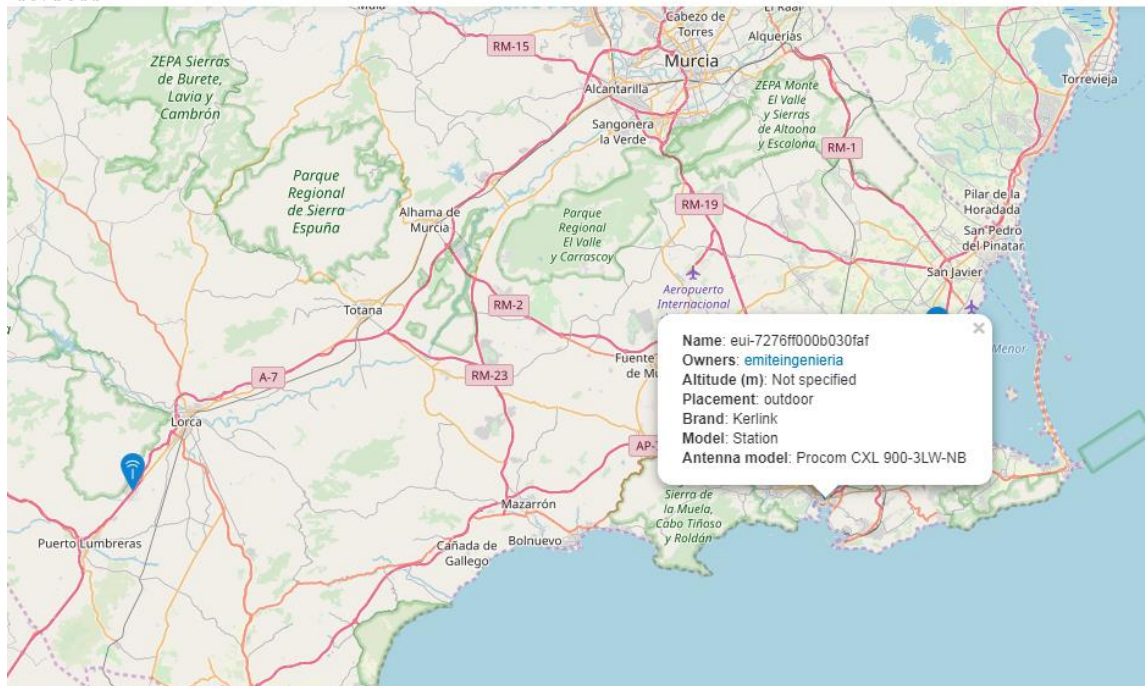 Cabezo de
Torres
Alquerías
RM-15
Murcia
ZEPA Sierras
de Burete,
Lavia y
Cambrón
Torrevieja
Alcantarilla
ZEPA Monte
El Valle
y Sierras
de Altaona
y Escalona
Sangonera
la Verde
RM-1
Parque
Regional
de Sierra
Espuña
Pilar de la
Horadada
RM-19
Alhama de
Murcia
Parque
Regional
El Valle
y Carrascoy
San Pedro
del Pinatar
San Javier
Aeropuerto
Internacional
Totana
RM-2
Menor
Fuente
de Mu
RM-23
A-7
Lorca
Name: eui-7276ff000b030faf
Owners: emiteingenieria
Altitude (m): Not specified
Placement: outdoor
Brand: Kerlink
Model: Station
Antenna model: Procom CXL 900-3LW-NB
×
AP-
Mazarrón
Sierra de
la Muela,
Cabo Tiñoso
y Roldán
Puerto Lumbreras
Cañada de
Gallego
Bolnuevo